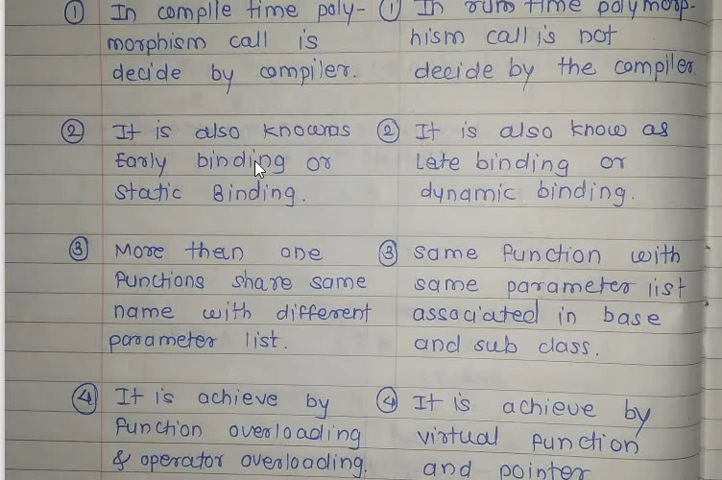 ① In compile time poly-
morphism call is
decide by compiler.
② It is also knowns
Early binding or
Static Binding.
③ More than one
functions share same
name with different
parameter list.
④ It is achieve by
function overloading
& operator overloading.
① In rum time polymorp-
hism call is not
decide by the compiler
② It is also know as
Late binding or
dynamic binding.
③ same function with
same parameter list
associated in base
and sub class.
④ It is achieve by
virtual function
and pointer